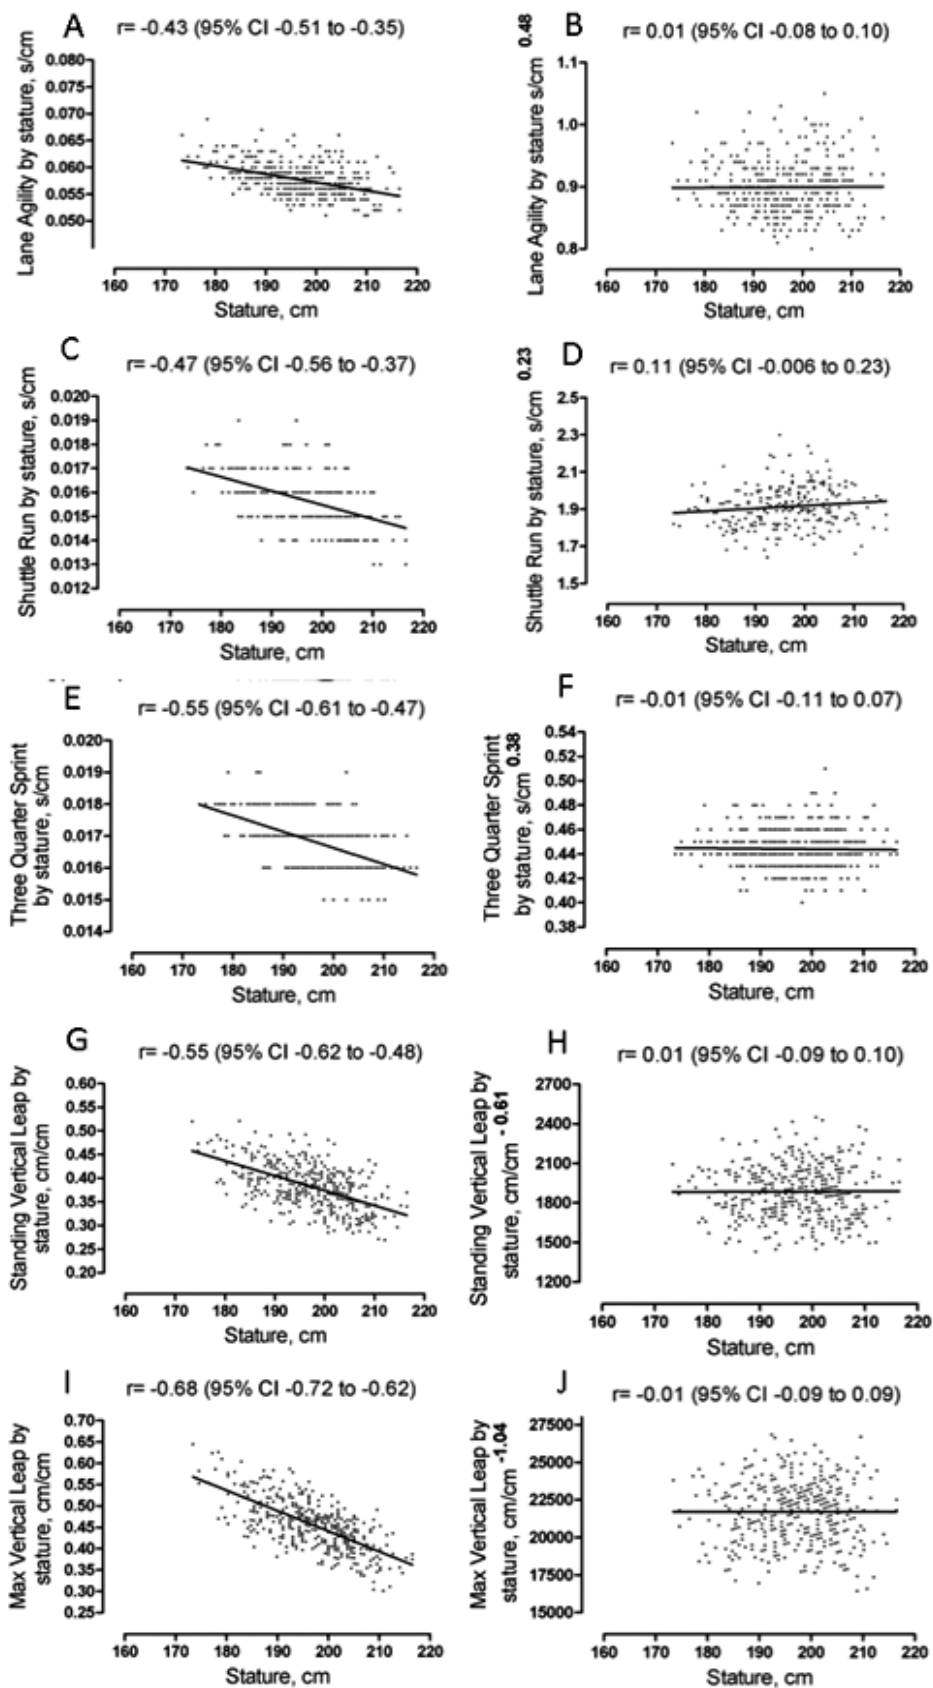 A
r= -0.43 (95% CI -0.51 to -0.35)
Lane Agility by stature, s/cm
0.080
0.075
0.070
0.065
0.060
0.055
0.050
160 170 180 190 200 210 220
Stature, cm
B
r= 0.01 (95% CI -0.08 to 0.10)
Lane Agility by stature s/cm 0.48
1.1
1.0
0.9
0.8
160 170 180 190 200 210 220
Stature, cm
C
r= -0.47 (95% CI -0.56 to -0.37)
Shuttle Run by stature, s/cm
0.020
0.019
0.018
0.017
0.016
0.015
0.014
0.013
0.012
160 170 180 190 200 210 220
Stature, cm
D
r= 0.11 (95% CI -0.006 to 0.23)
Shuttle Run by stature, s/cm 0.23
2.5
2.3
2.1
1.9
1.7
1.5
160 170 180 190 200 210 220
Stature, cm
E
r= -0.55 (95% CI -0.61 to -0.47)
Three Quarter Sprint
by stature, s/cm
0.020
0.019
0.018
0.017
0.016
0.015
0.014
160 170 180 190 200 210 220
Stature, cm
F
r= -0.01 (95% CI -0.11 to 0.07)
Three Quarter Sprint
by stature, s/cm 0.38
0.54
0.52
0.50
0.48
0.46
0.44
0.42
0.40
0.38
160 170 180 190 200 210 220
Stature, cm
G
r= -0.55 (95% CI -0.62 to -0.48)
Standing Vertical Leap by
stature, cm/cm
0.60
0.55
0.50
0.45
0.40
0.35
0.30
0.25
0.20
160 170 180 190 200 210 220
Stature, cm
H
r= 0.01 (95% CI -0.09 to 0.10)
Standing Vertical Leap by
stature, cm/cm - 0.61
2700
2400
2100
1800
1500
1200
160 170 180 190 200 210 220
Stature, cm
I
r= -0.68 (95% CI -0.72 to -0.62)
Max Vertical Leap by
stature, cm/cm
0.70
0.65
0.60
0.55
0.50
0.45
0.40
0.35
0.30
0.25
160 170 180 190 200 210 220
Stature, cm
J
r= -0.01 (95% CI -0.09 to 0.09)
Max Vertical Leap by
stature, cm/cm -1.04
27500
25000
22500
20000
17500
15000
160 170 180 190 200 210 220
Stature, cm